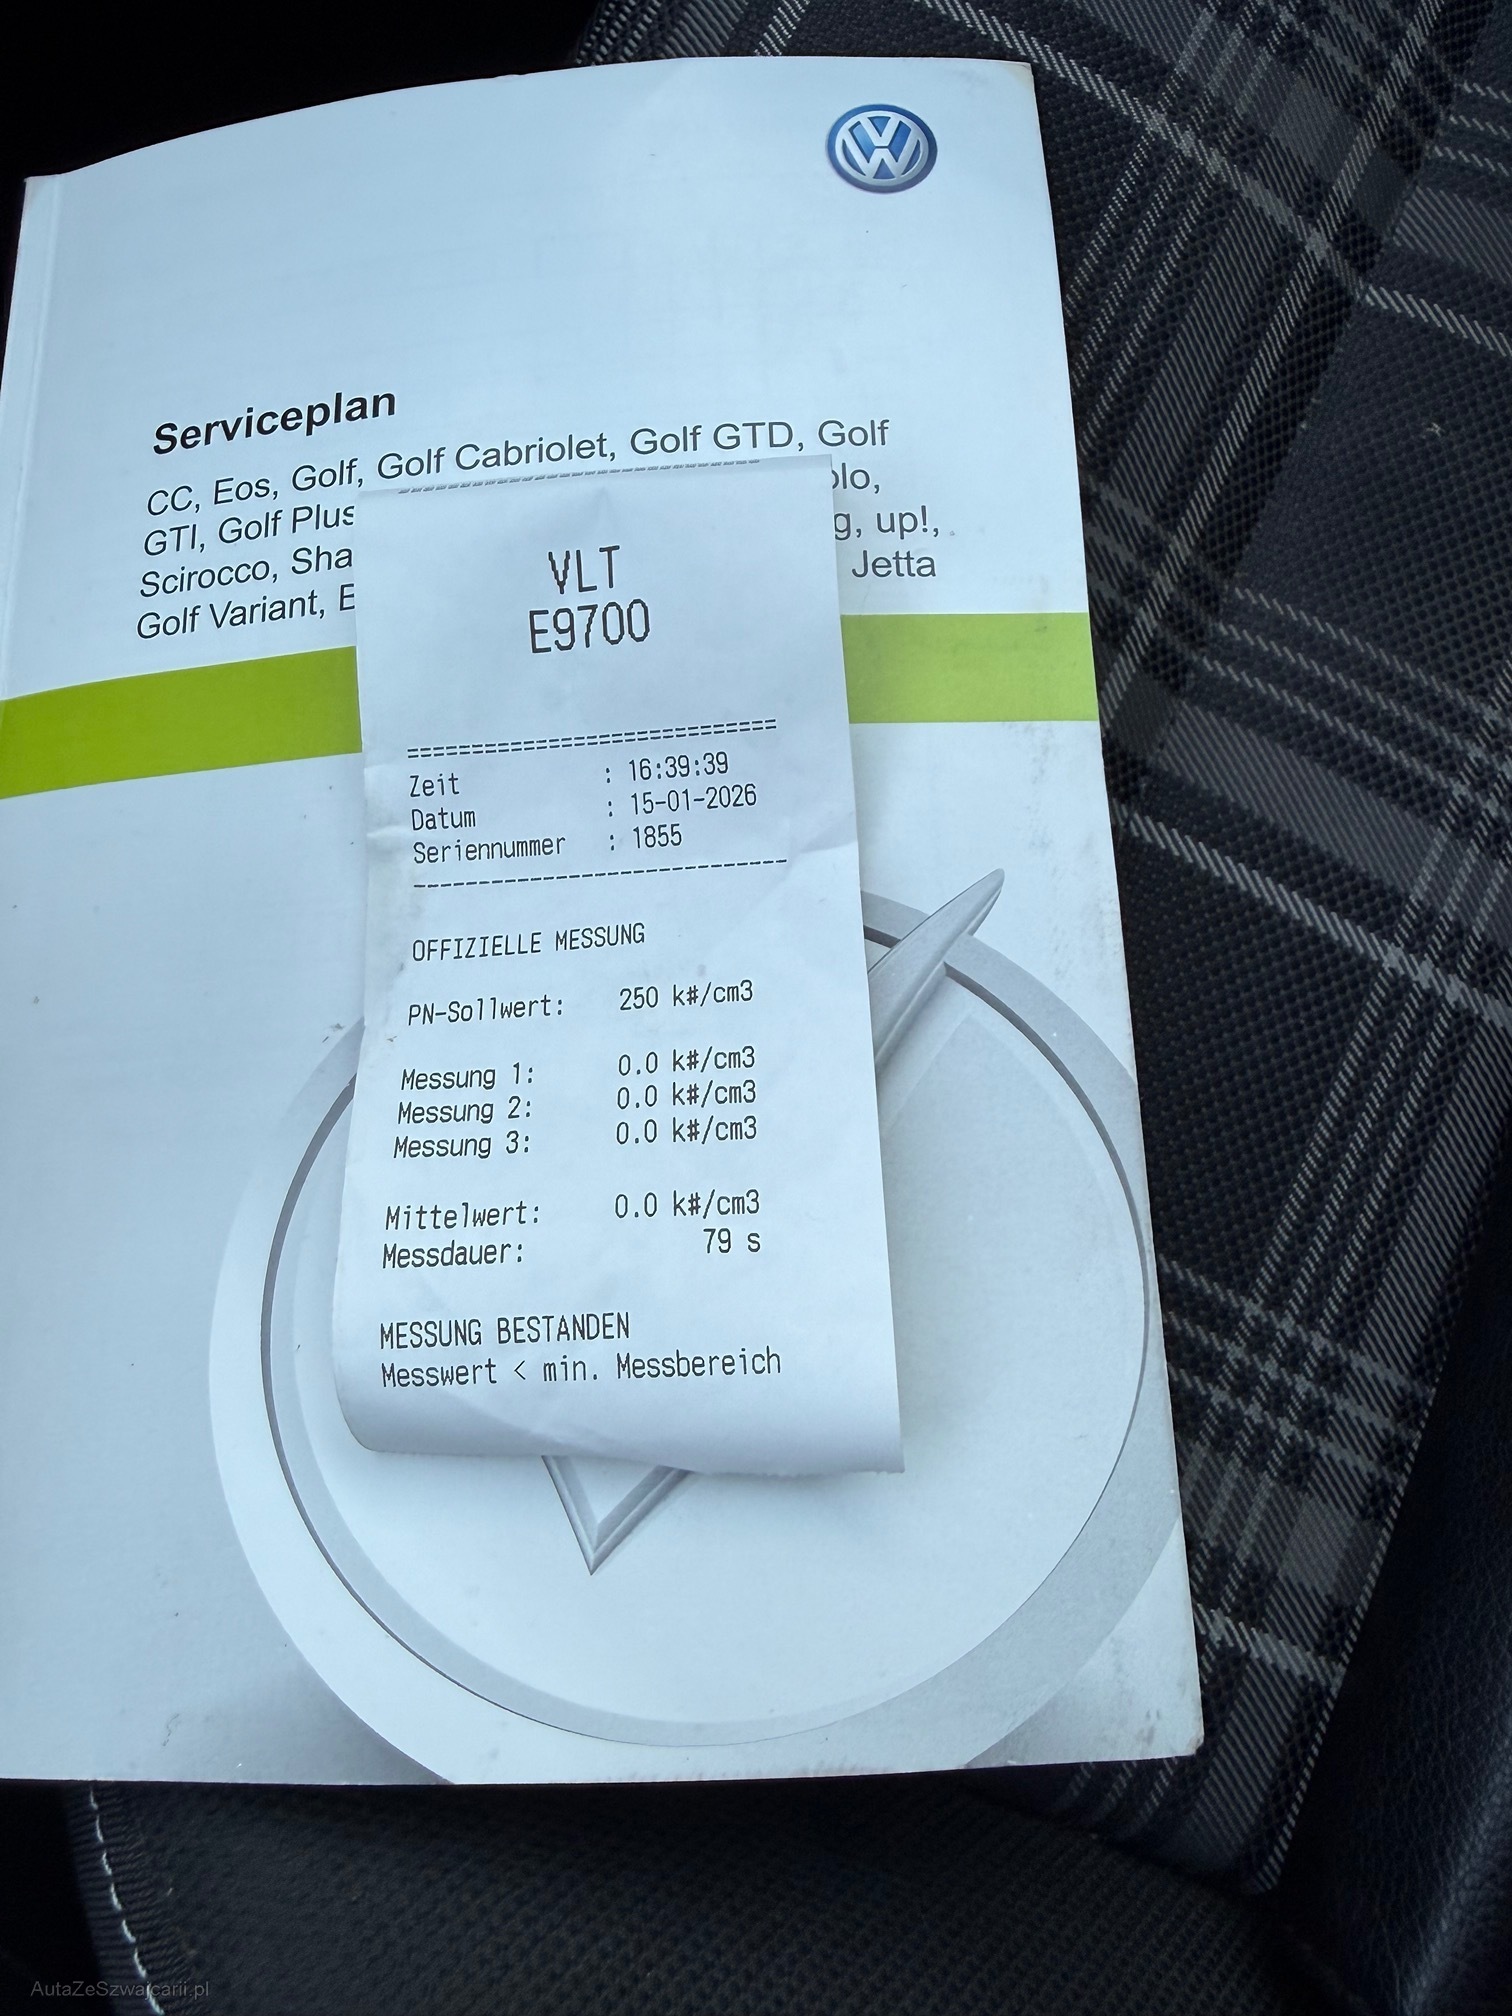 VW
Serviceplan
CC, Eos, Golf, Golf Cabriolet, Golf GTD, Golf
GTI, Golf Plus
Scirocco, Sha
up!,
Golf Variant,
Jetta
VLT
E9700
=============================
Zeit : 16:39:39
Datum : 15-01-2026
Seriennummer : 1855
-----------------------------
OFFIZIELLE MESSUNG
PN-Sollwert: 250 k#/cm3
Messung 1: 0.0 k#/cm3
Messung 2: 0.0 k#/cm3
Messung 3: 0.0 k#/cm3
Mittelwert: 0.0 k#/cm3
Messdauer: 79 s
MESSUNG BESTANDEN
Messwert < min. Messbereich
AutaZeSzwajcarii.pl